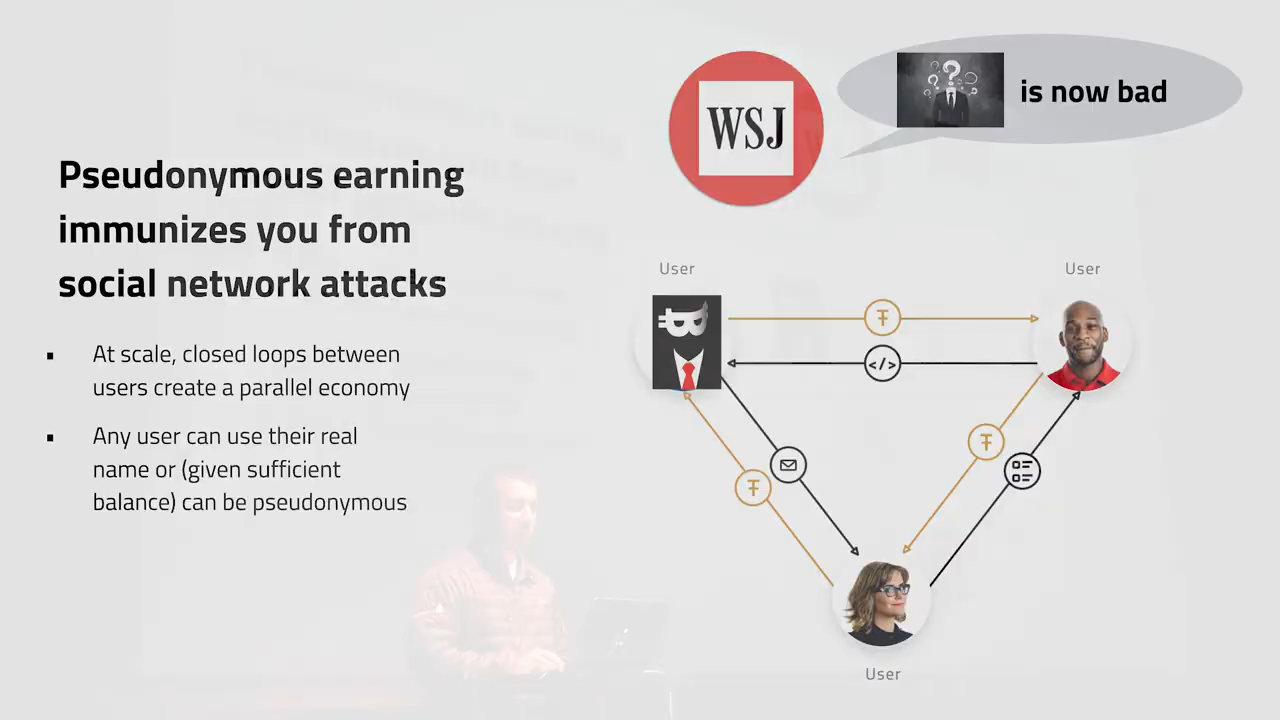 WSJ
is now bad
Pseudonymous earning
immunizes you from
social network attacks
▪ At scale, closed loops between
users create a parallel economy
▪ Any user can use their real
name or (given sufficient
balance) can be pseudonymous
User
User
</>
User